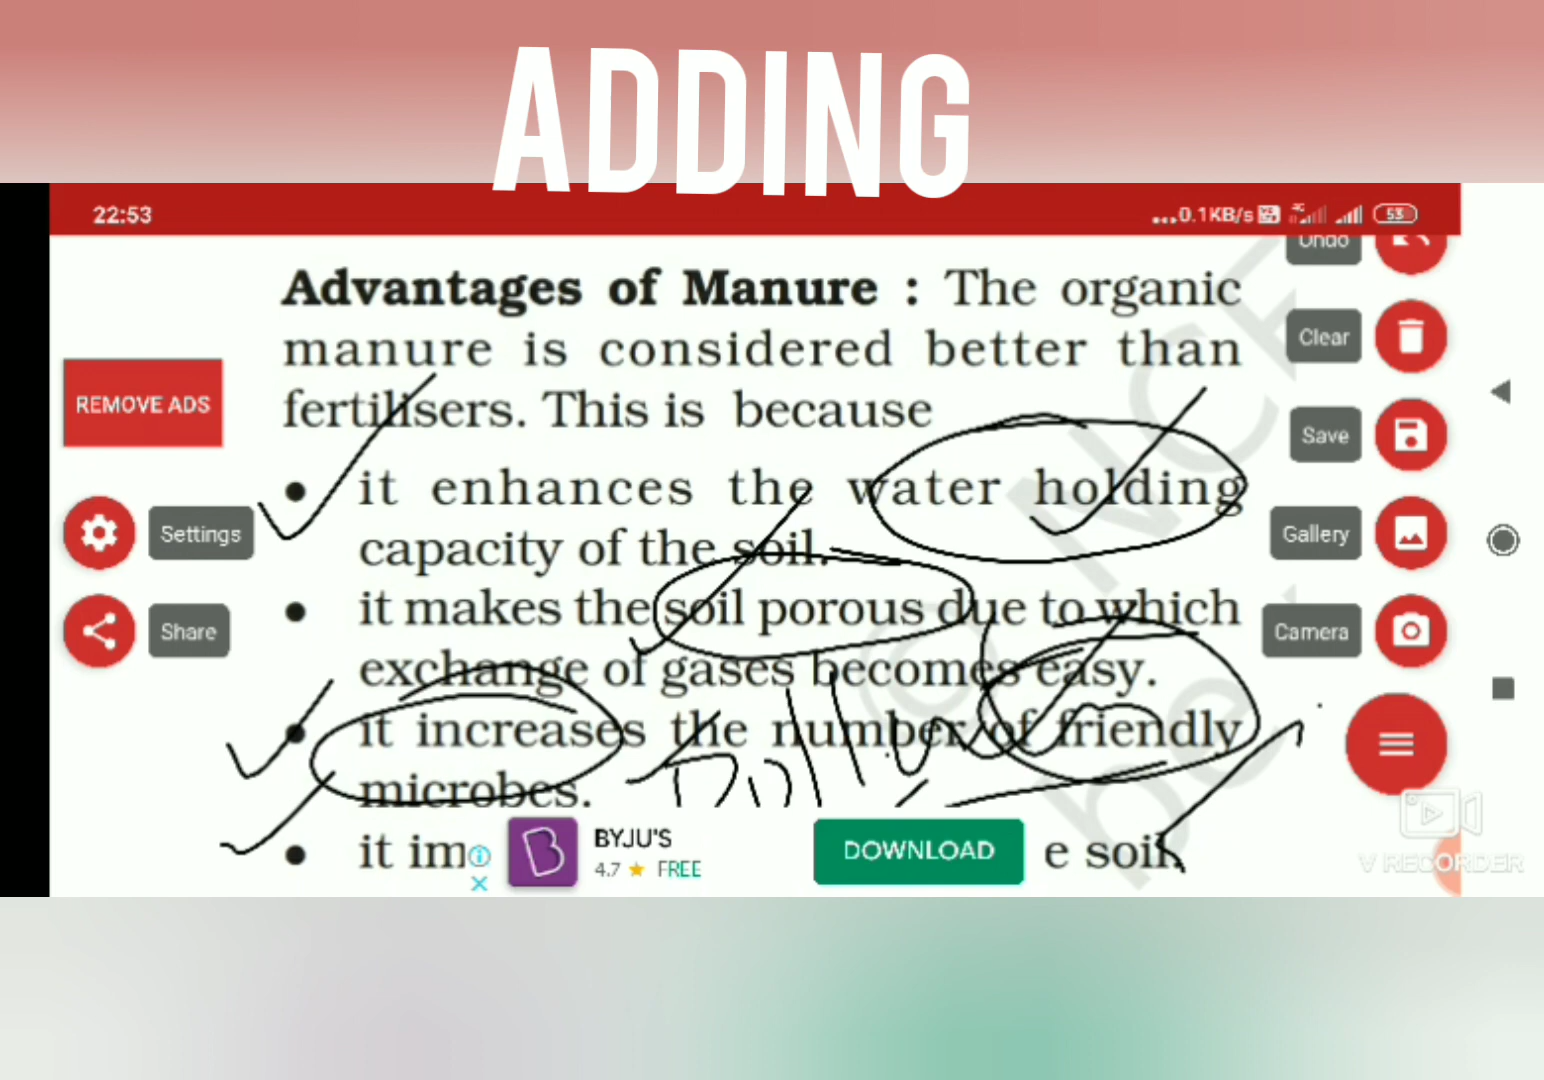 ADDING
22:53
...0.1KB/s 4G 53
Undo
Advantages of Manure : The organic
manure is considered better than
fertilisers. This is because
Clear
REMOVE ADS
Save
• it enhances the water holding
capacity of the soil.
Settings
Gallery
• it makes the soil porous due to which
exchange of gases becomes easy.
Share
Camera
• it increases the number of friendly
microbes.
• it im
BYJU'S
4.7 ★ FREE
DOWNLOAD
e soil
V RECORDER